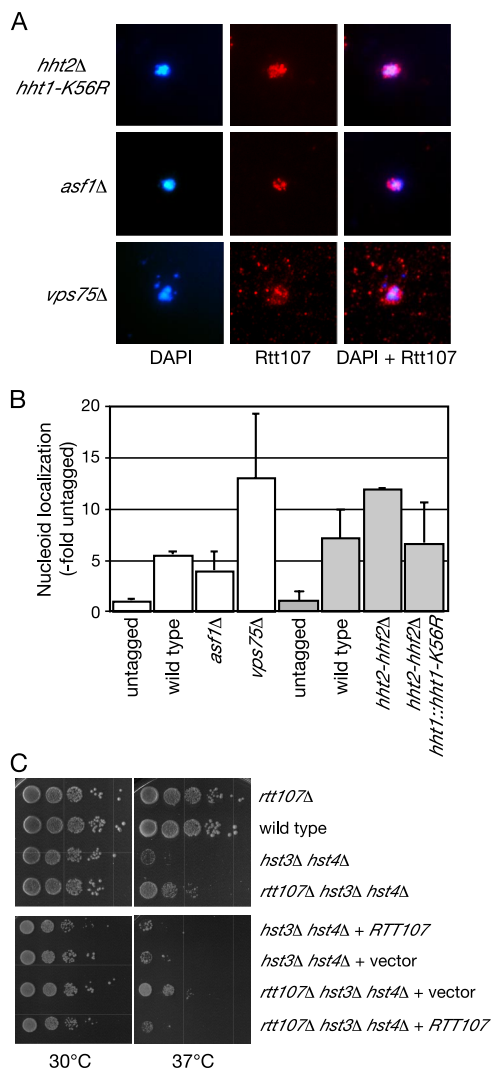 A
hht2Δ
hht1-K56R
asf1Δ
vps75Δ
DAPI Rtt107 DAPI + Rtt107
B
Nucleoid localization
(-fold untagged)
20
15
10
5
0
untagged
wild type
asf1Δ
vps75Δ
untagged
wild type
hht2-hhf2Δ
hht2-hhf2Δ
hht1::hht1-K56R
C
rtt107Δ
wild type
hst3Δ hst4Δ
rtt107Δ hst3Δ hst4Δ
hst3Δ hst4Δ + RTT107
hst3Δ hst4Δ + vector
rtt107Δ hst3Δ hst4Δ + vector
rtt107Δ hst3Δ hst4Δ + RTT107
30°C 37°C